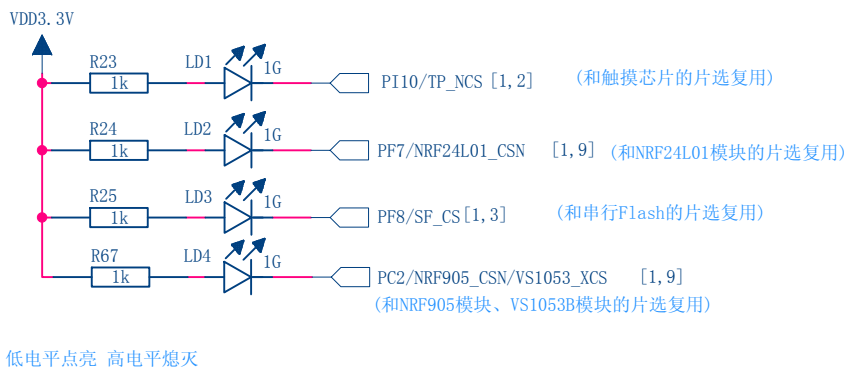 VDD3.3V
R23 LD1
1k 1G PI10/TP_NCS [1,2] (和触摸芯片的片选复用)
R24 LD2
1k 1G PF7/NRF24L01_CSN [1,9] (和NRF24L01模块的片选复用)
R25 LD3
1k 1G PF8/SF_CS[1,3] (和串行Flash的片选复用)
R67 LD4
1k 1G PC2/NRF905_CSN/VS1053_XCS [1,9]
(和NRF905模块、VS1053B模块的片选复用)
低电平点亮 高电平熄灭